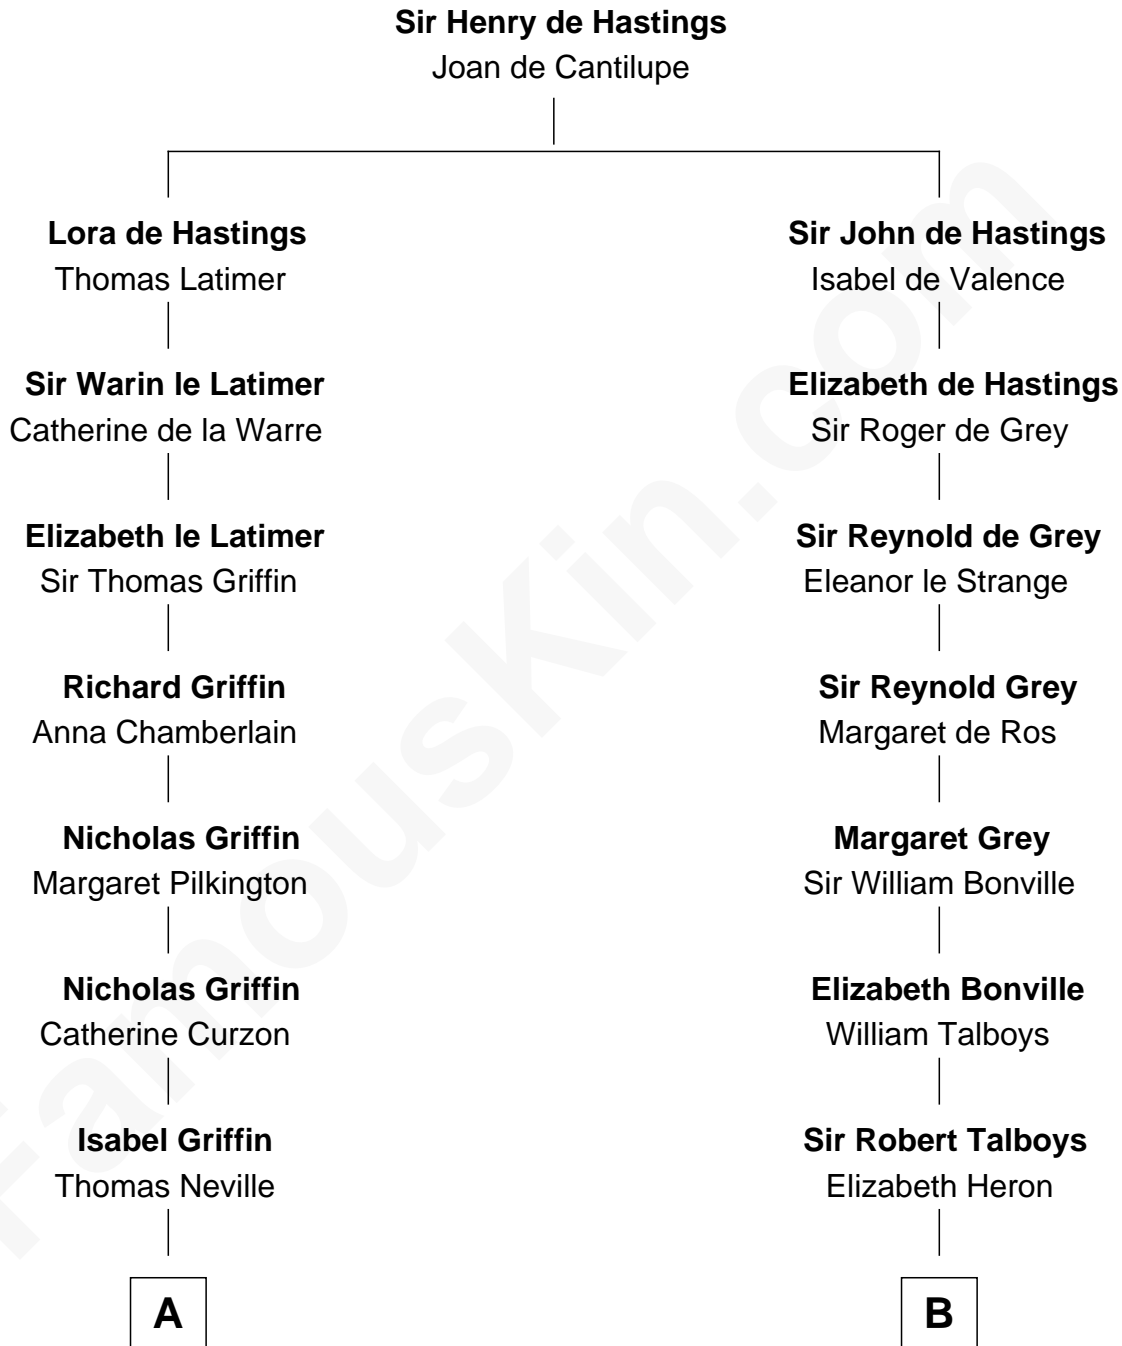 Sir Henry de Hastings
Joan de Cantilupe
Lora de Hastings
Thomas Latimer
Sir John de Hastings
Isabel de Valence
Sir Warin le Latimer
Catherine de la Warre
Elizabeth de Hastings
Sir Roger de Grey
Elizabeth le Latimer
Sir Thomas Griffin
Sir Reynold de Grey
Eleanor le Strange
Richard Griffin
Anna Chamberlain
Sir Reynold Grey
Margaret de Ros
Nicholas Griffin
Margaret Pilkington
Margaret Grey
Sir William Bonville
Nicholas Griffin
Catherine Curzon
Elizabeth Bonville
William Talboys
Isabel Griffin
Thomas Neville
Sir Robert Talboys
Elizabeth Heron
A
B
FamousKin.com